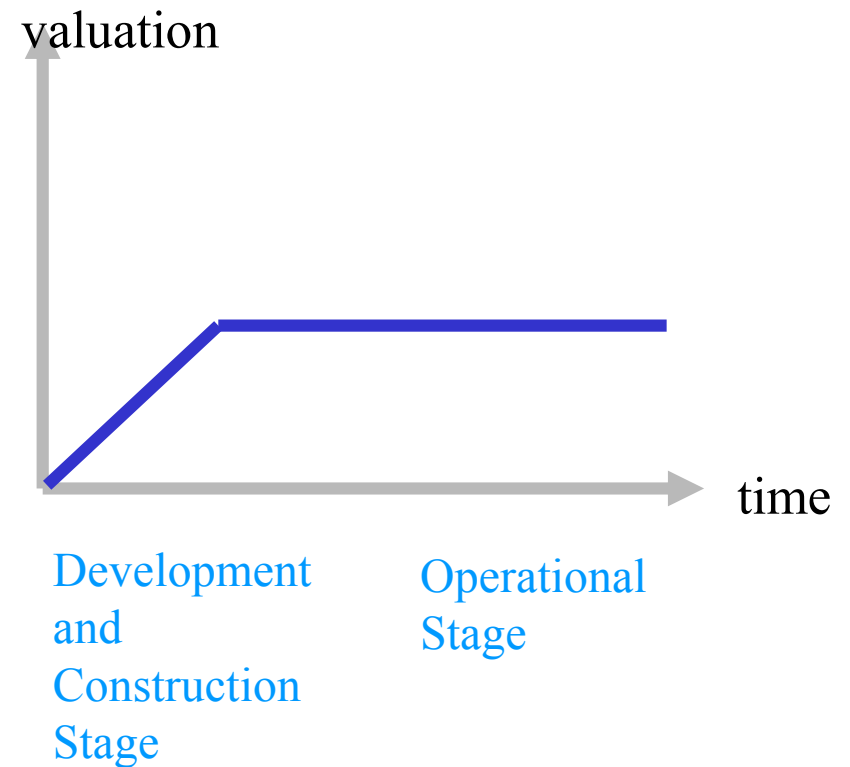 valuation
time
Development
and
Construction
Stage
Operational
Stage